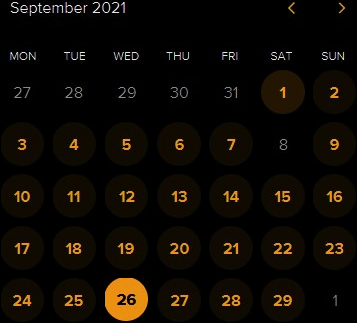 September 2021 < >
MON TUE WED THU FRI SAT SUN
27 28 29 30 31 1 2
3 4 5 6 7 8 9
10 11 12 13 14 15 16
17 18 19 20 21 22 23
24 25 26 27 28 29 1